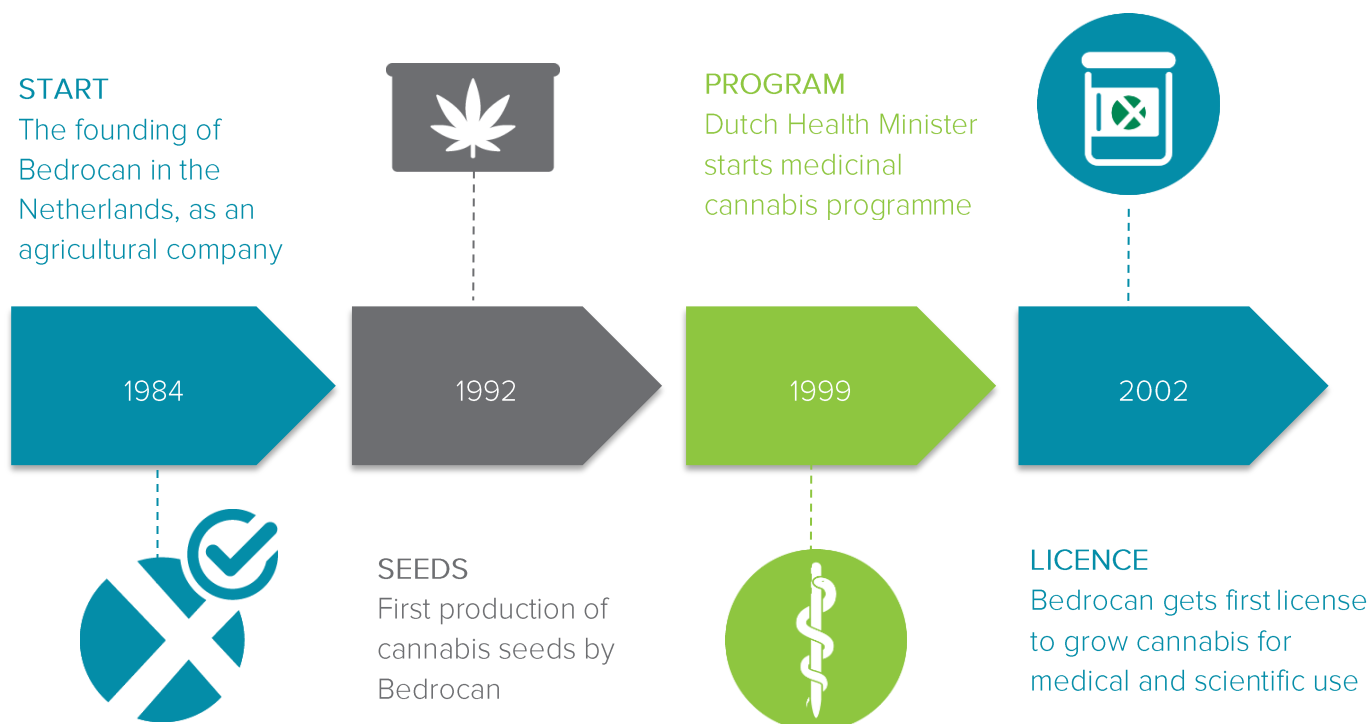 START
The founding of
Bedrocan in the
Netherlands, as an
agricultural company
PROGRAM
Dutch Health Minister
starts medicinal
cannabis programme
1984
1992
1999
2002
SEEDS
First production of
cannabis seeds by
Bedrocan
LICENCE
Bedrocan gets first license
to grow cannabis for
medical and scientific use